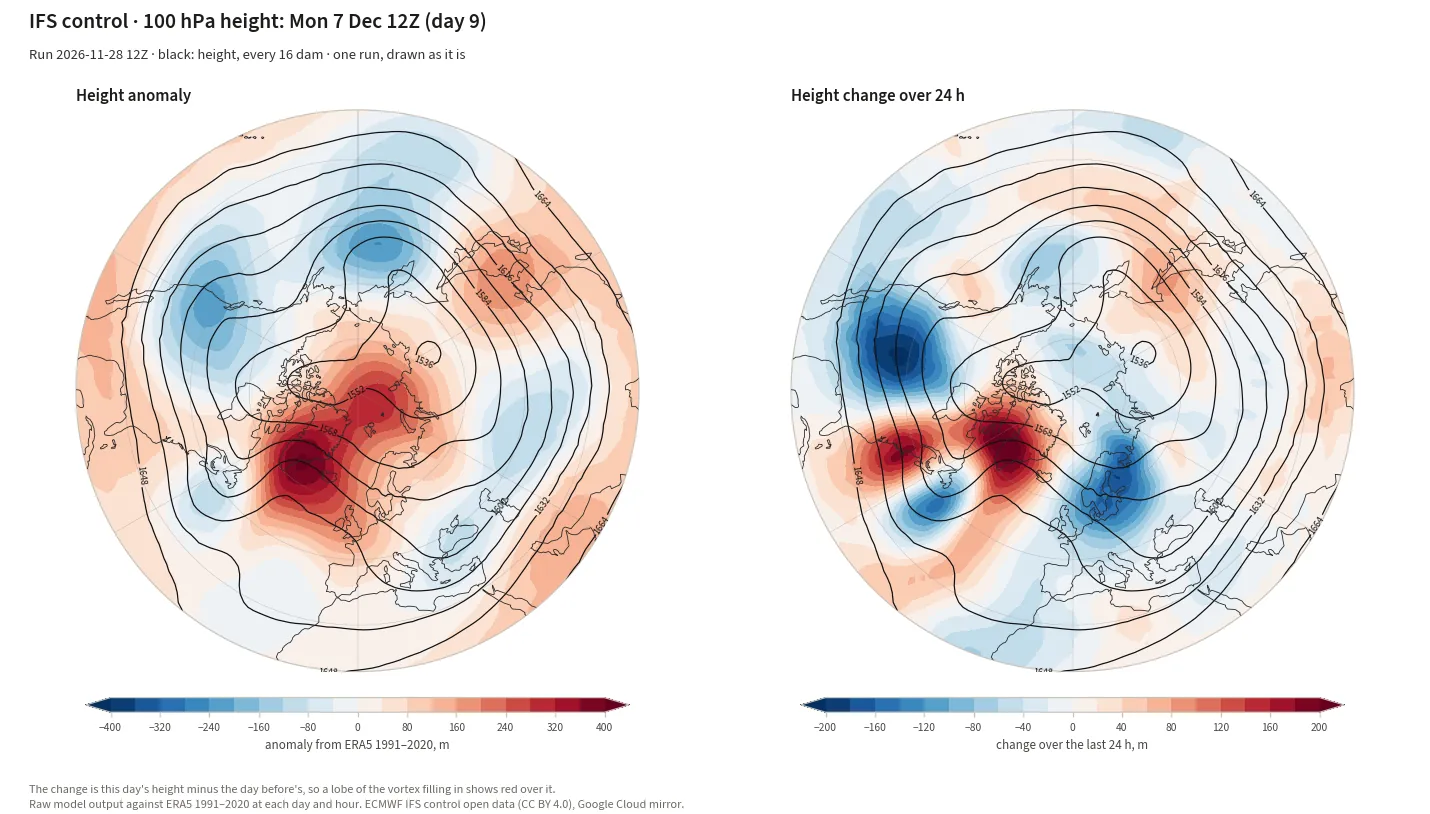 IFS control · 100 hPa height: Mon 7 Dec 12Z (day 9)
Run 2026-11-28 12Z · black: height, every 16 dam · one run, drawn as it is
Height anomaly
Height change over 24 h
1664
1616
1584
1536
1552
1568
1648
1600
1632
1664
1648
1664
1616
1584
1536
1552
1568
1648
1600
1632
1664
1648
−400 −320 −240 −160 −80 0 80 160 240 320 400
anomaly from ERA5 1991–2020, m
−200 −160 −120 −80 −40 0 40 80 120 160 200
change over the last 24 h, m
The change is this day's height minus the day before's, so a lobe of the vortex filling in shows red over it.
Raw model output against ERA5 1991–2020 at each day and hour. ECMWF IFS control open data (CC BY 4.0), Google Cloud mirror.